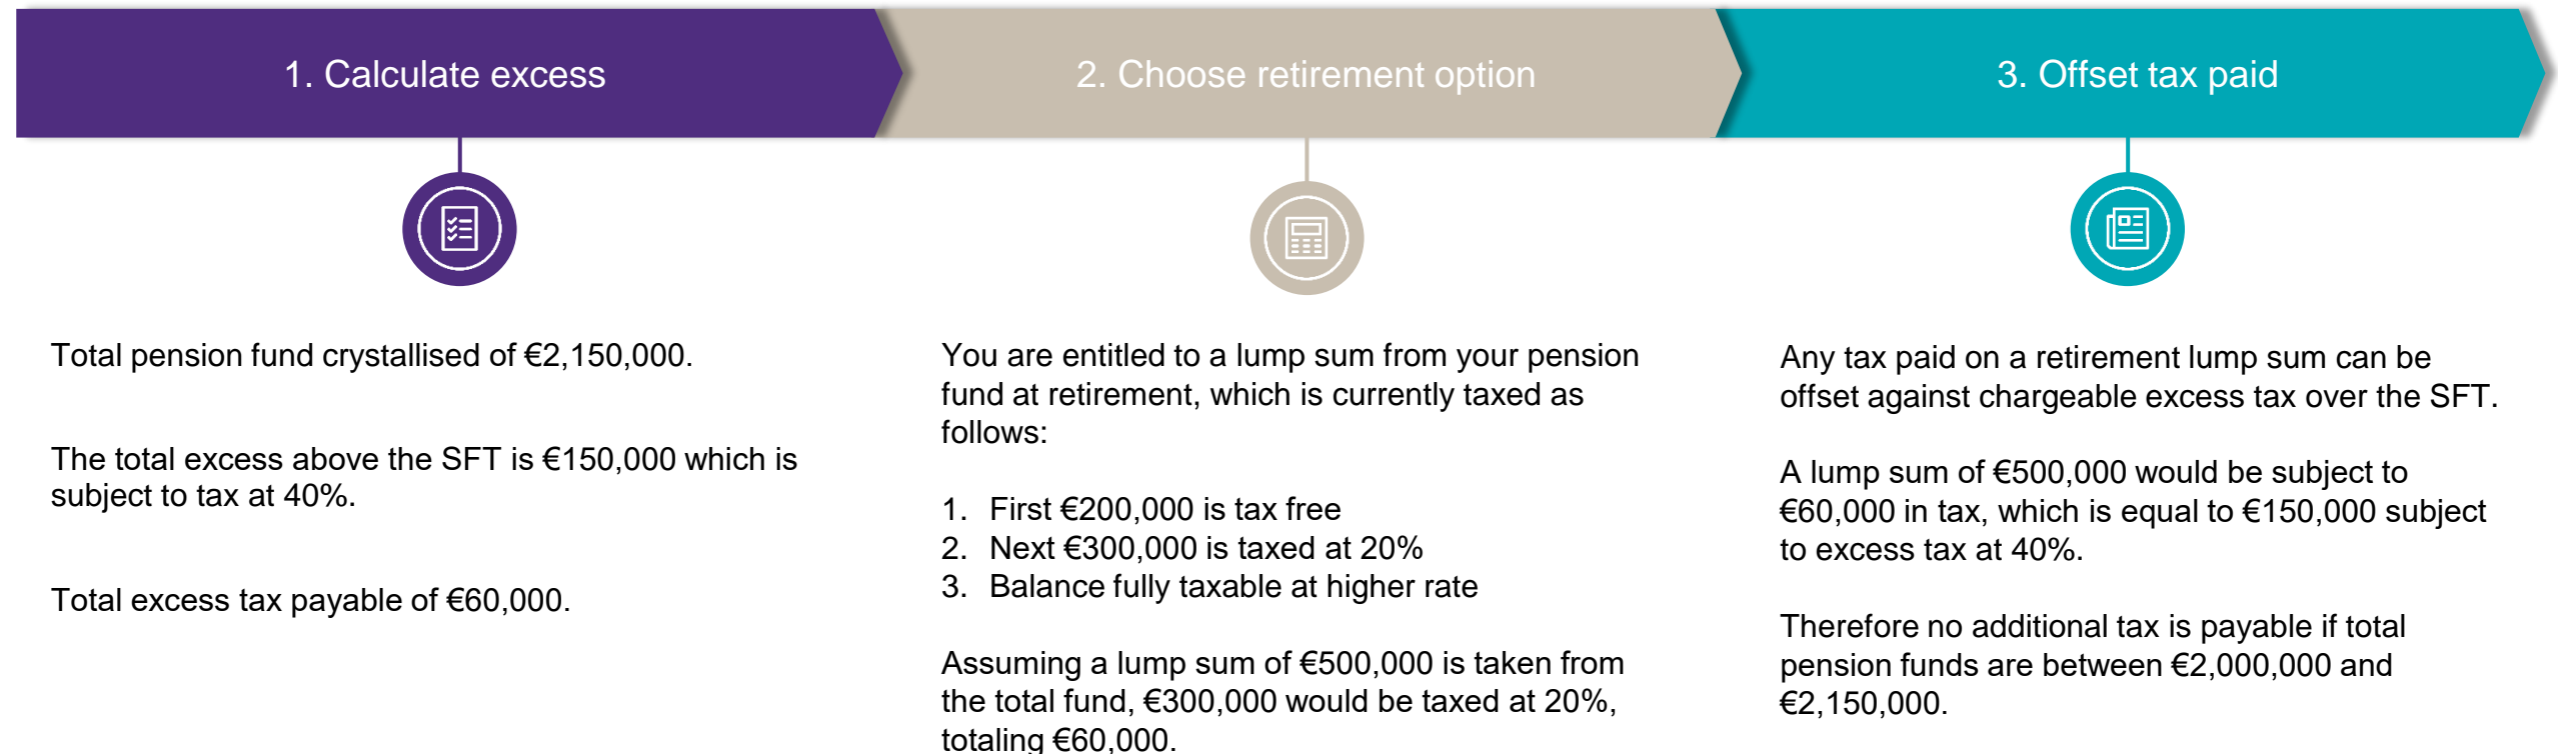 1. Calculate excess
2. Choose retirement option
3. Offset tax paid
Total pension fund crystallised of €2,150,000.
The total excess above the SFT is €150,000 which is
subject to tax at 40%.
Total excess tax payable of €60,000.
You are entitled to a lump sum from your pension
fund at retirement, which is currently taxed as
follows:
1. First €200,000 is tax free
2. Next €300,000 is taxed at 20%
3. Balance fully taxable at higher rate
Assuming a lump sum of €500,000 is taken from
the total fund, €300,000 would be taxed at 20%,
totaling €60,000.
Any tax paid on a retirement lump sum can be
offset against chargeable excess tax over the SFT.
A lump sum of €500,000 would be subject to
€60,000 in tax, which is equal to €150,000 subject
to excess tax at 40%.
Therefore no additional tax is payable if total
pension funds are between €2,000,000 and
€2,150,000.